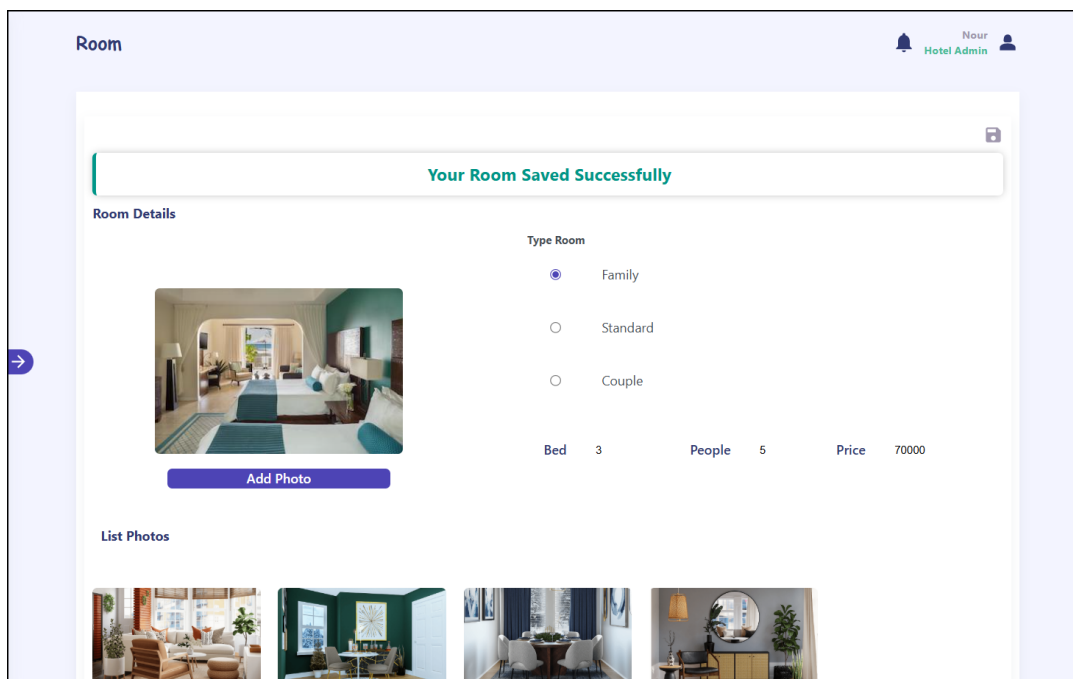 Room
Nour
Hotel Admin
Your Room Saved Successfully
Room Details
Type Room
Family
Standard
Couple
Bed 3 People 5 Price 70000
Add Photo
List Photos